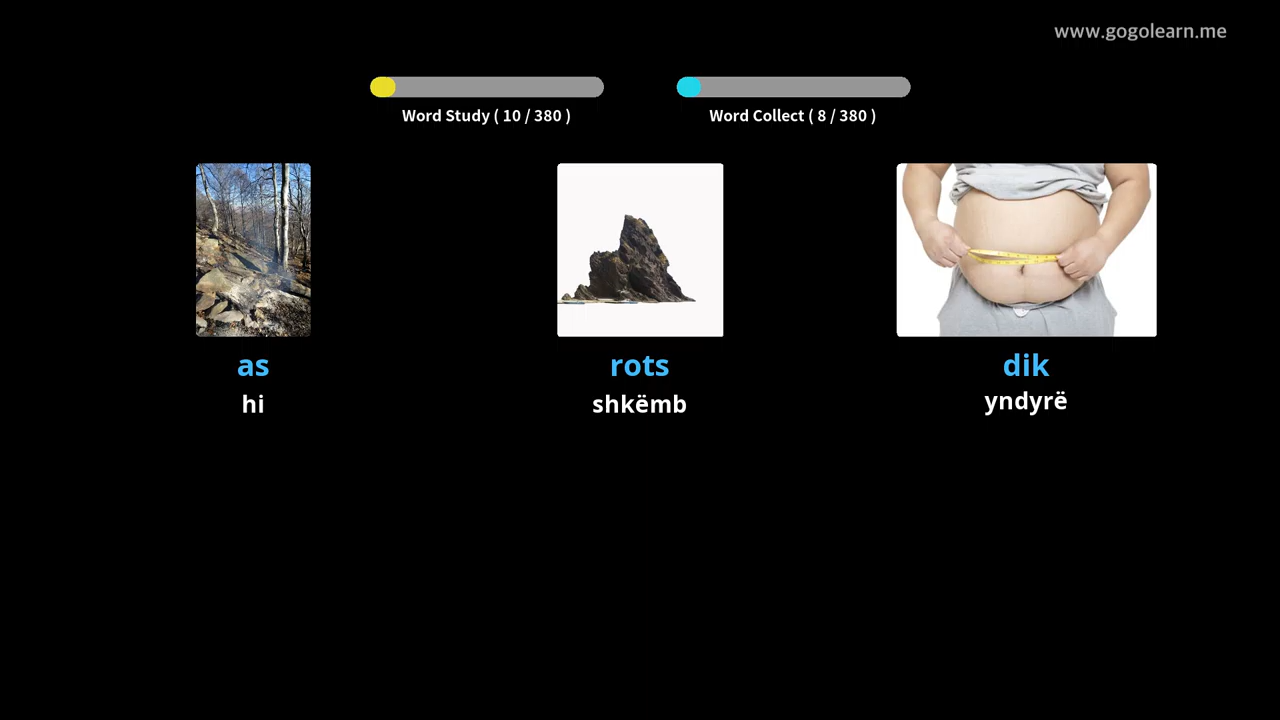 www.gogolearn.me
Word Study ( 10 / 380 )
Word Collect ( 8 / 380 )
as
hi
rots
shkëmb
dik
yndyrë